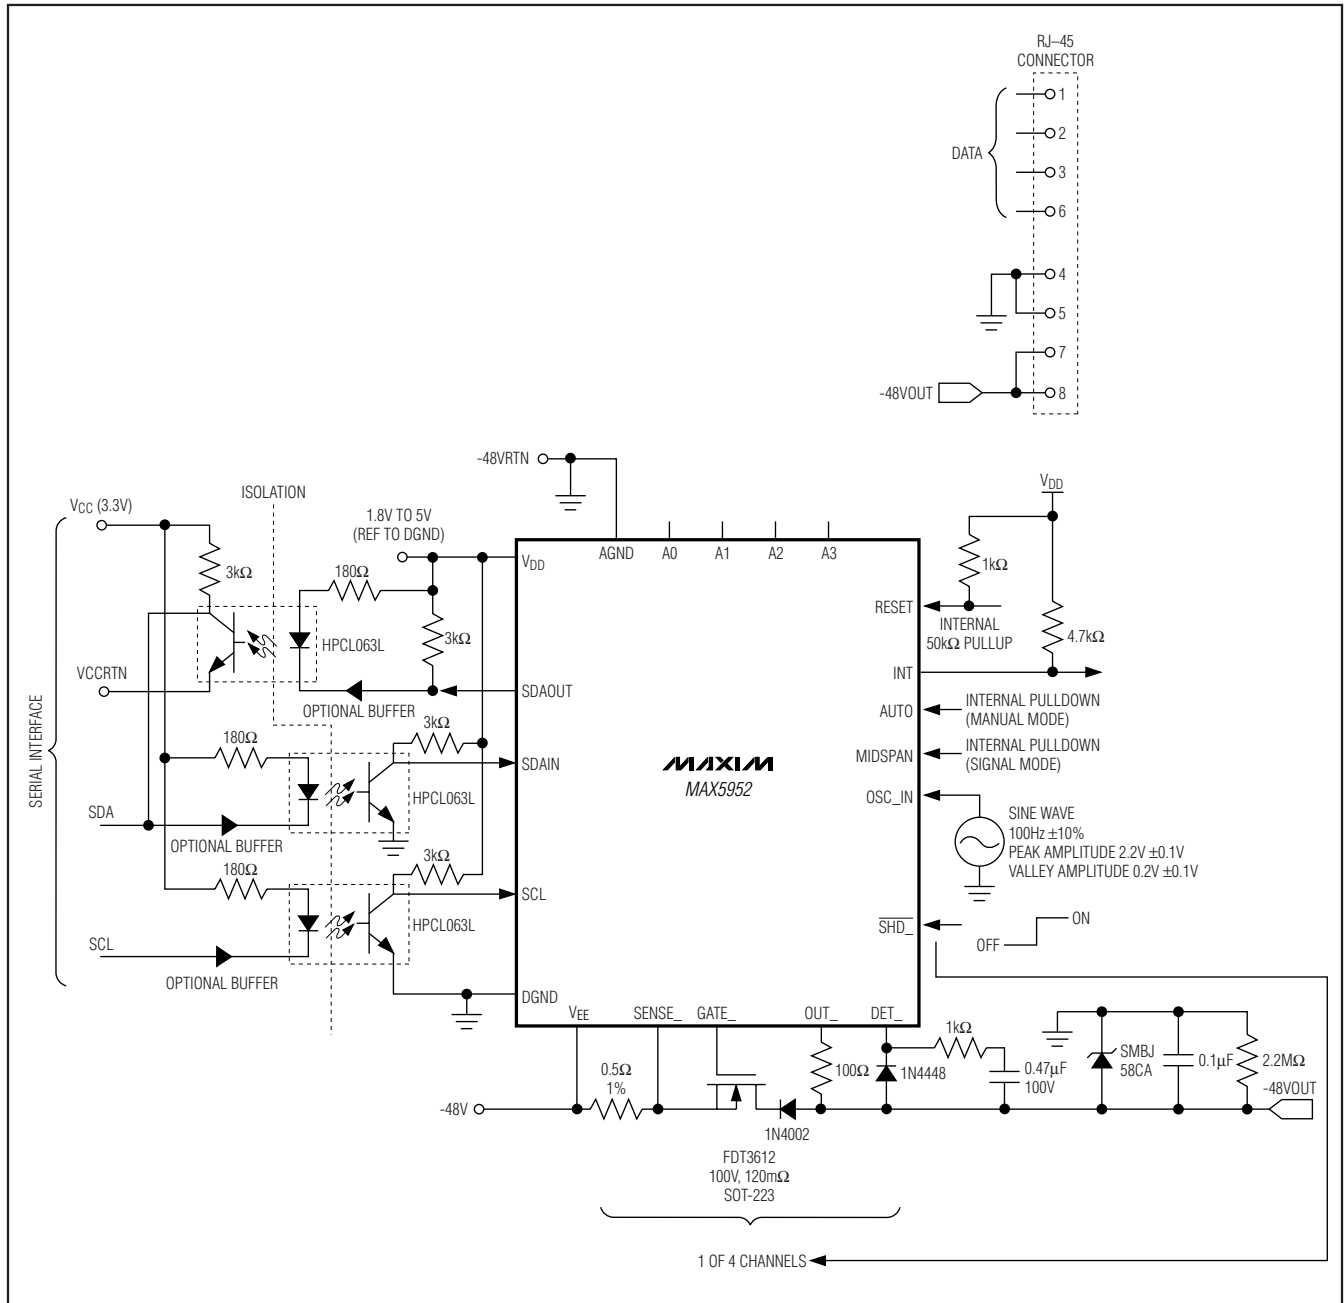 RJ–45
CONNECTOR
1
2
DATA
3
6
4
5
7
-48VOUT
8
-48VRTN
ISOLATION
VCC (3.3V)
1.8V TO 5V
(REF TO DGND)
VDD
3kΩ
180Ω
HPCL063L
3kΩ
VCCRTN
OPTIONAL BUFFER
SERIAL INTERFACE
180Ω
3kΩ
HPCL063L
SDA
OPTIONAL BUFFER
180Ω
3kΩ
HPCL063L
SCL
OPTIONAL BUFFER
VDD
AGND
A0
A1
A2
A3
SDAOUT
SDAIN
SCL
DGND
MAXIM
MAX5952
RESET
INT
AUTO
MIDSPAN
OSC_IN
SHD_
VEE
SENSE_
GATE_
OUT_
DET_
1kΩ
INTERNAL
50kΩ PULLUP
4.7kΩ
INTERNAL PULLDOWN
(MANUAL MODE)
INTERNAL PULLDOWN
(SIGNAL MODE)
SINE WAVE
100Hz ±10%
PEAK AMPLITUDE 2.2V ±0.1V
VALLEY AMPLITUDE 0.2V ±0.1V
OFF
ON
-48V
0.5Ω
1%
FDT3612
100V, 120mΩ
SOT-223
1N4002
100Ω
1N4448
1kΩ
0.47µF
100V
SMBJ
58CA
0.1µF
2.2MΩ
-48VOUT
1 OF 4 CHANNELS